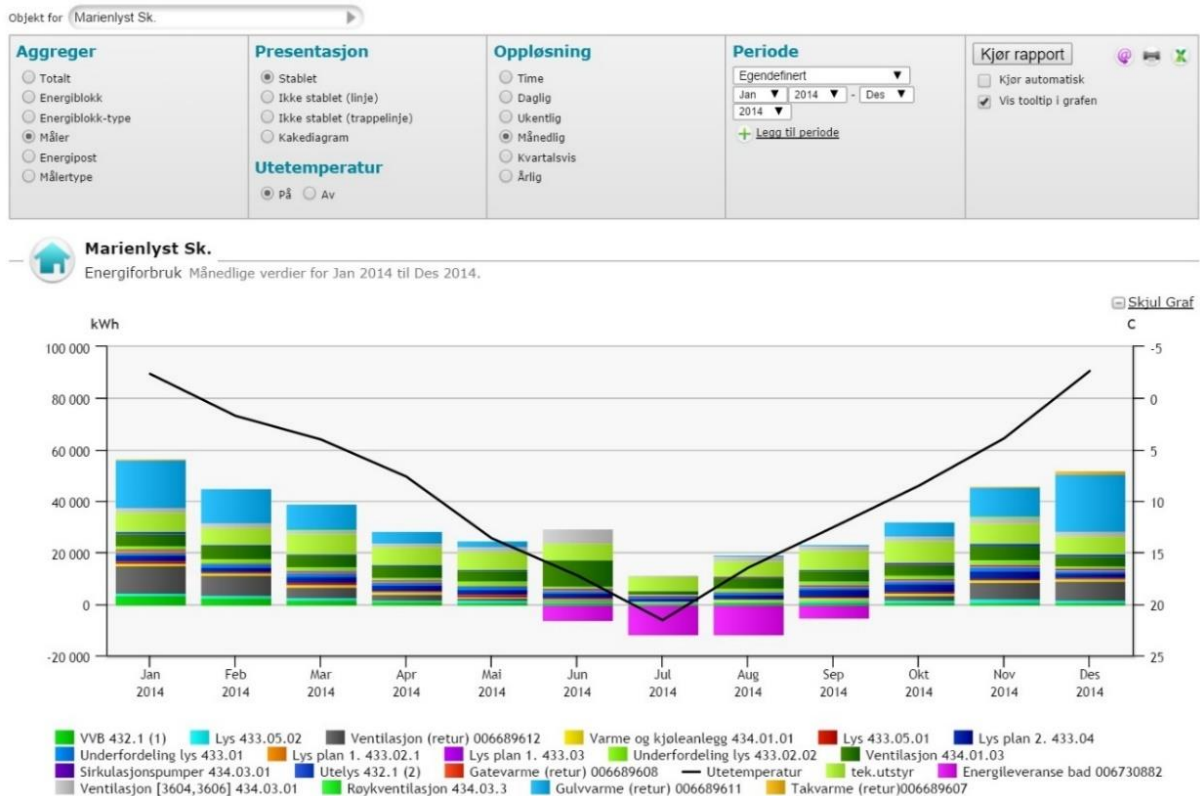 Objekt for Marienlyst Sk.
Aggreger
Totalt
Energiblokk
Energiblokk-type
Måler
Energipost
Målertype
Presentasjon
Stablet
Ikke stablet (linje)
Ikke stablet (trappelinje)
Kakediagram
Utetemperatur
På Av
Oppløsning
Time
Daglig
Ukentlig
Månedlig
Kvartalsvis
Årlig
Periode
Egendefinert
Jan 2014 - Des
2014
Legg til periode
Kjør rapport
Kjør automatisk
Vis tooltip i grafen
Marienlyst Sk.
Energiforbruk Månedlige verdier for Jan 2014 til Des 2014.
Skjul Graf
kWh C
100 000 -5
80 000 0
60 000 5
40 000 10
20 000 15
0 20
-20 000 25
Jan Feb Mar Apr Mai Jun Jul Aug Sep Okt Nov Des
2014 2014 2014 2014 2014 2014 2014 2014 2014 2014 2014 2014
VVB 432.1 (1) Lys 433.05.02 Ventilasjon (retur) 006689612 Varme og kjøleanlegg 434.01.01 Lys 433.05.01 Lys plan 2. 433.04
Underfordeling lys 433.01 Lys plan 1. 433.02.1 Lys plan 1. 433.03 Underfordeling lys 433.02.02 Ventilasjon 434.01.03
Sirkulasjonspumper 434.03.01 Utelys 432.1 (2) Gatevarme (retur) 006689608 Utetemperatur tek.utstyr Energileveranse bad 006730882
Ventilasjon [3604,3606] 434.03.01 Røykventilasjon 434.03.3 Gulvvarme (retur) 006689611 Takvarme (retur)006689607